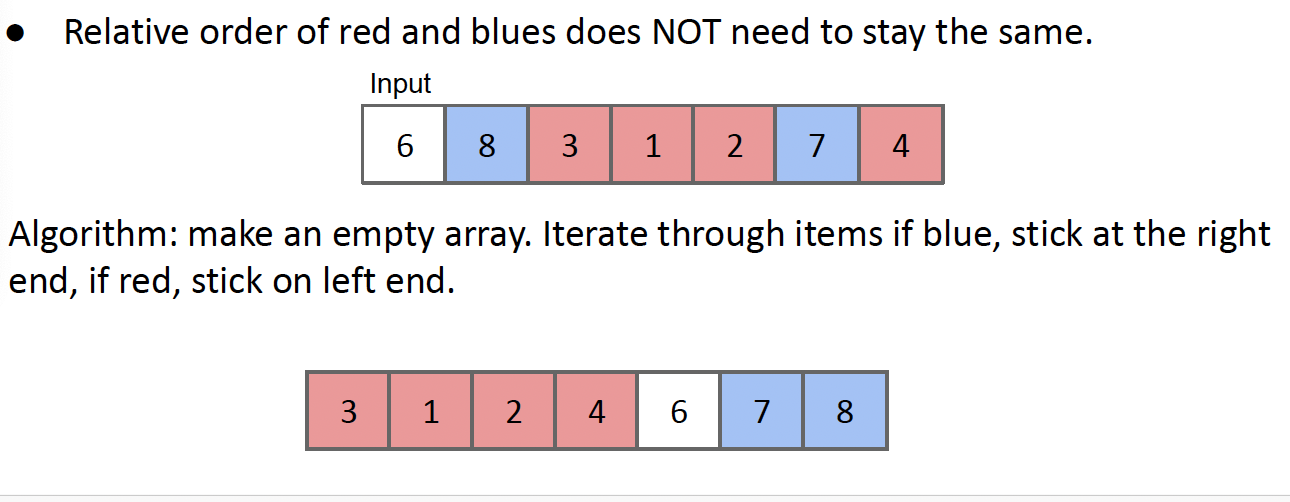 ● Relative order of red and blues does NOT need to stay the same.
Input
6 8 3 1 2 7 4
Algorithm: make an empty array. Iterate through items if blue, stick at the right
end, if red, stick on left end.
3 1 2 4 6 7 8